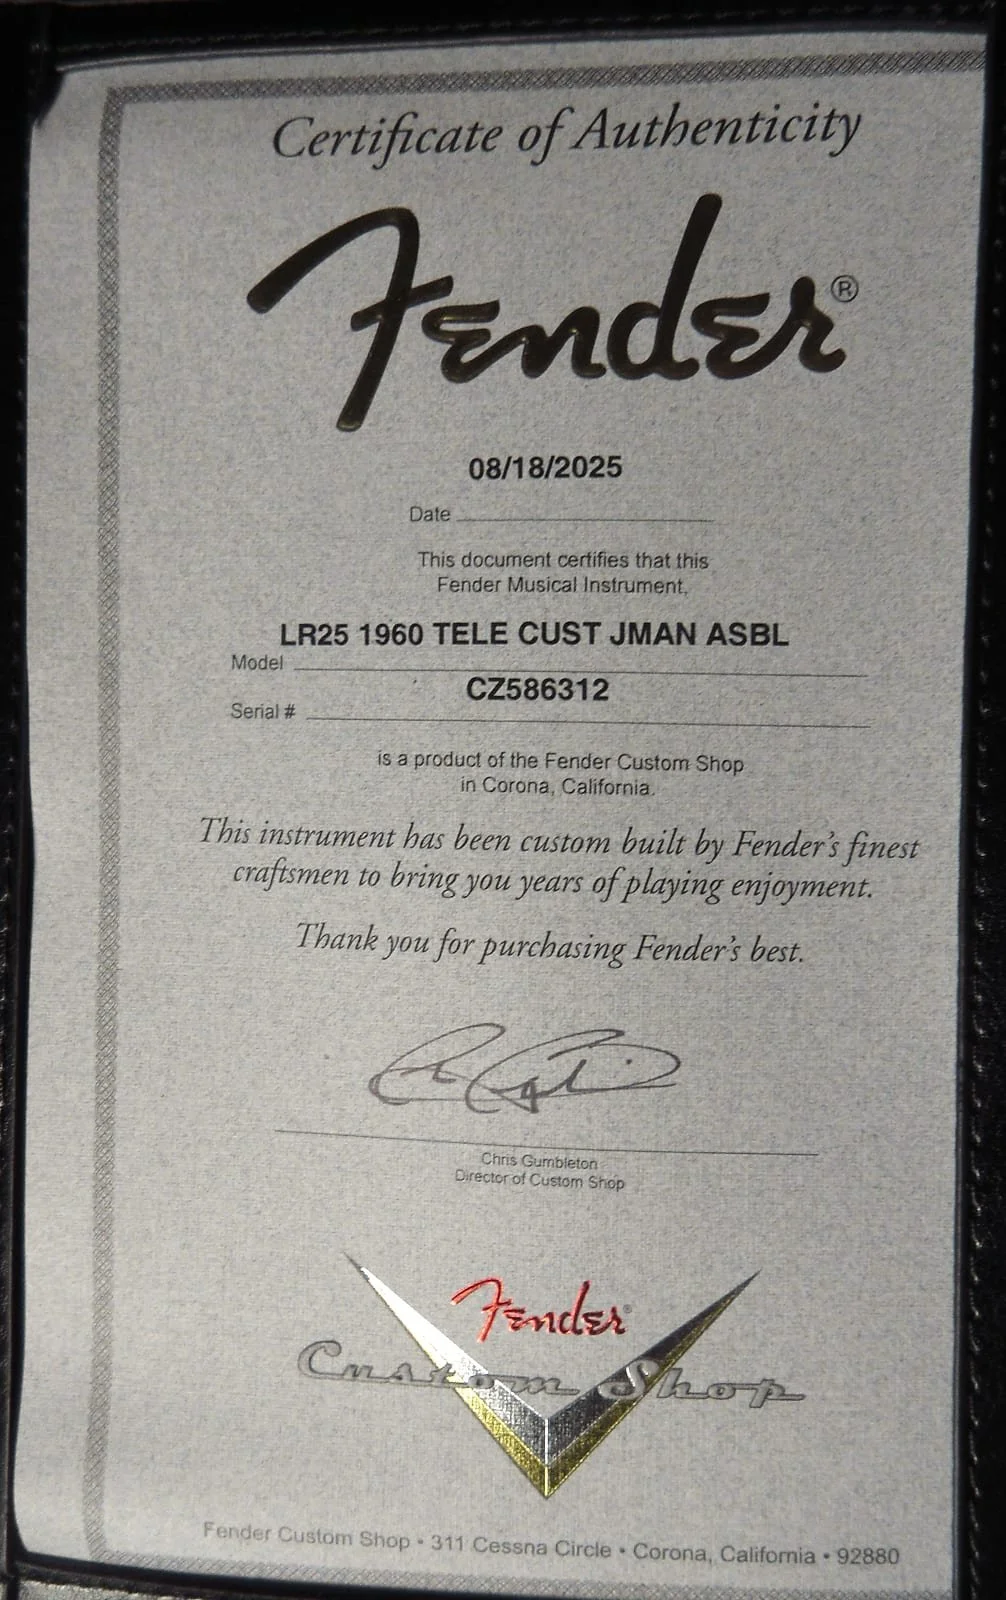 Certificate of Authenticity
Fender®
08/18/2025
Date
This document certifies that this
Fender Musical Instrument,
LR25 1960 TELE CUST JMAN ASBL
Model
CZ586312
Serial #
is a product of the Fender Custom Shop
in Corona, California.
This instrument has been custom built by Fender's finest
craftsmen to bring you years of playing enjoyment.
Thank you for purchasing Fender's best.
Chris Gumbleton
Director of Custom Shop
Fender®
Custom Shop
Fender Custom Shop • 311 Cessna Circle • Corona, California • 92880